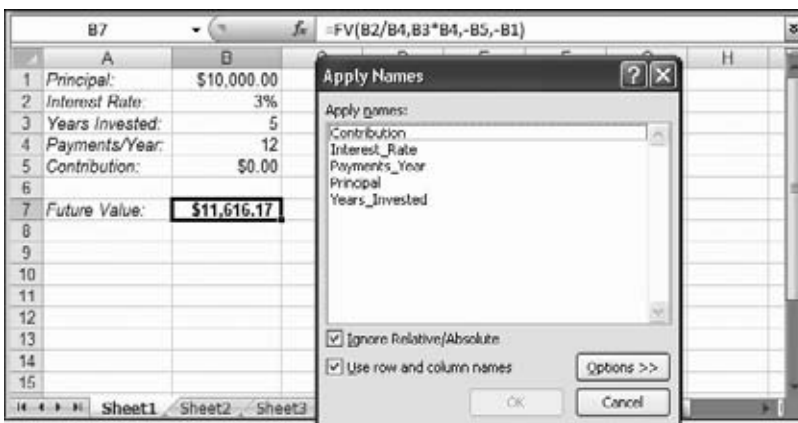 B7 fx =FV(B2/B4,B3*B4,-B5,-B1)
A B H
1 Principal: $10,000.00
2 Interest Rate: 3%
3 Years Invested: 5
4 Payments/Year: 12
5 Contribution: $0.00
6
7 Future Value: $11,616.17
8
9
10
11
12
13
14
15
Sheet1 Sheet2 Sheet3
Apply Names
Apply names:
Contribution
Interest_Rate
Payments_Year
Principal
Years_Invested
Ignore Relative/Absolute
Use row and column names
Options >>
OK Cancel